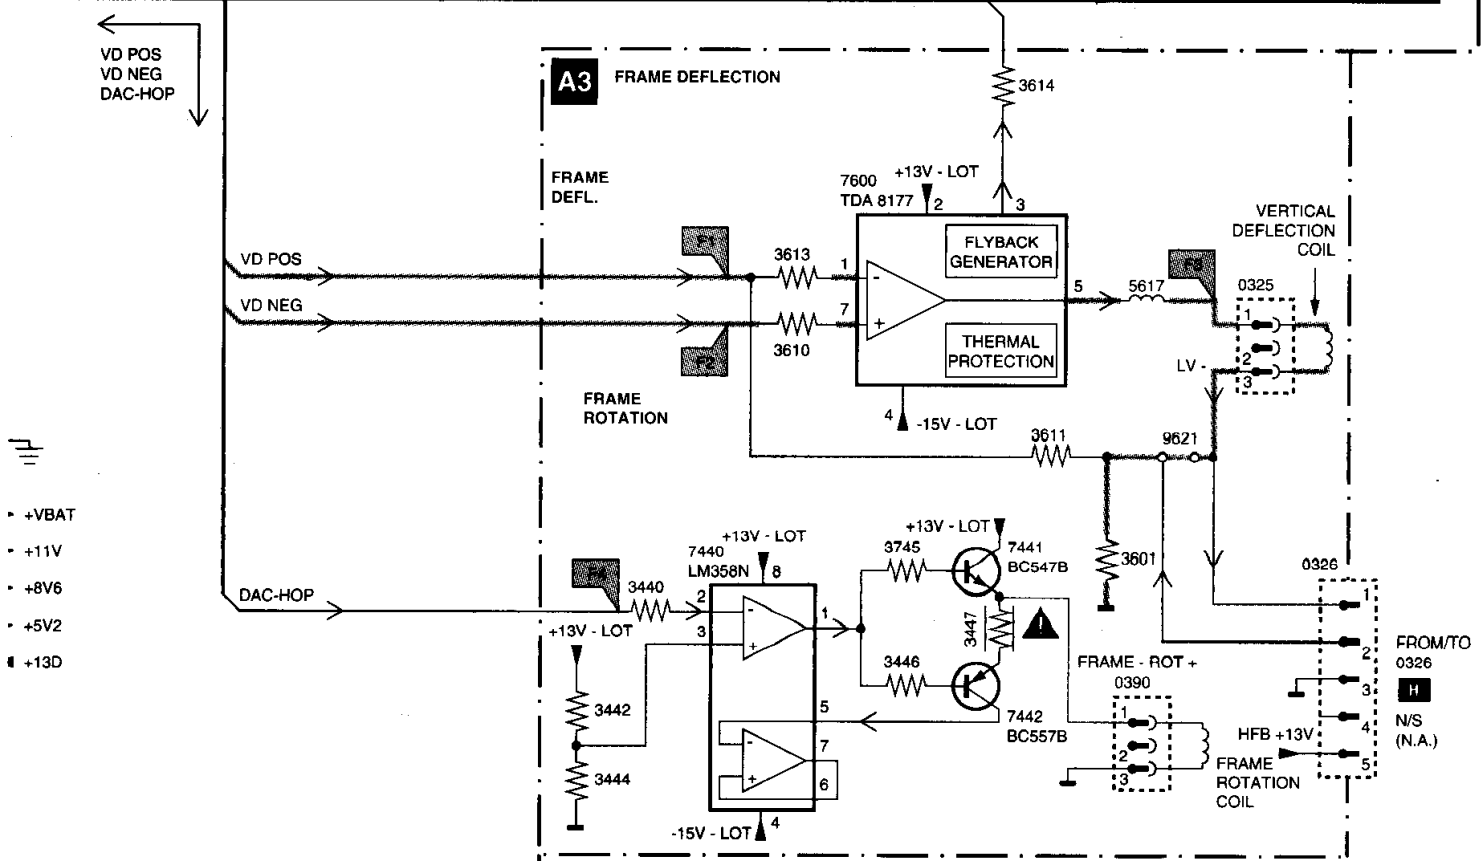 VD POS
VD NEG
DAC-HOP
A3
FRAME DEFLECTION
3614
FRAME
DEFL.
7600
TDA 8177
+13V - LOT
2
3
FLYBACK
GENERATOR
THERMAL
PROTECTION
VERTICAL
DEFLECTION
COIL
VD POS
F1
3613
1
-
VD NEG
F2
3610
7
+
5
5617
F3
0325
1
2
3
LV -
4
-15V - LOT
FRAME
ROTATION
3611
9621
3601
+VBAT
+11V
+8V6
+5V2
+13D
DAC-HOP
F4
3440
7440
LM358N
+13V - LOT
8
2
-
3
+
1
+13V - LOT
3442
3444
3745
3446
+13V - LOT
7441
BC547B
3447
!
7442
BC557B
5
-
7
+
6
-15V - LOT
4
FRAME - ROT +
0390
1
2
3
FRAME
ROTATION
COIL
0326
1
2
3
4
5
HFB +13V
FROM/TO
0326
H
N/S
(N.A.)